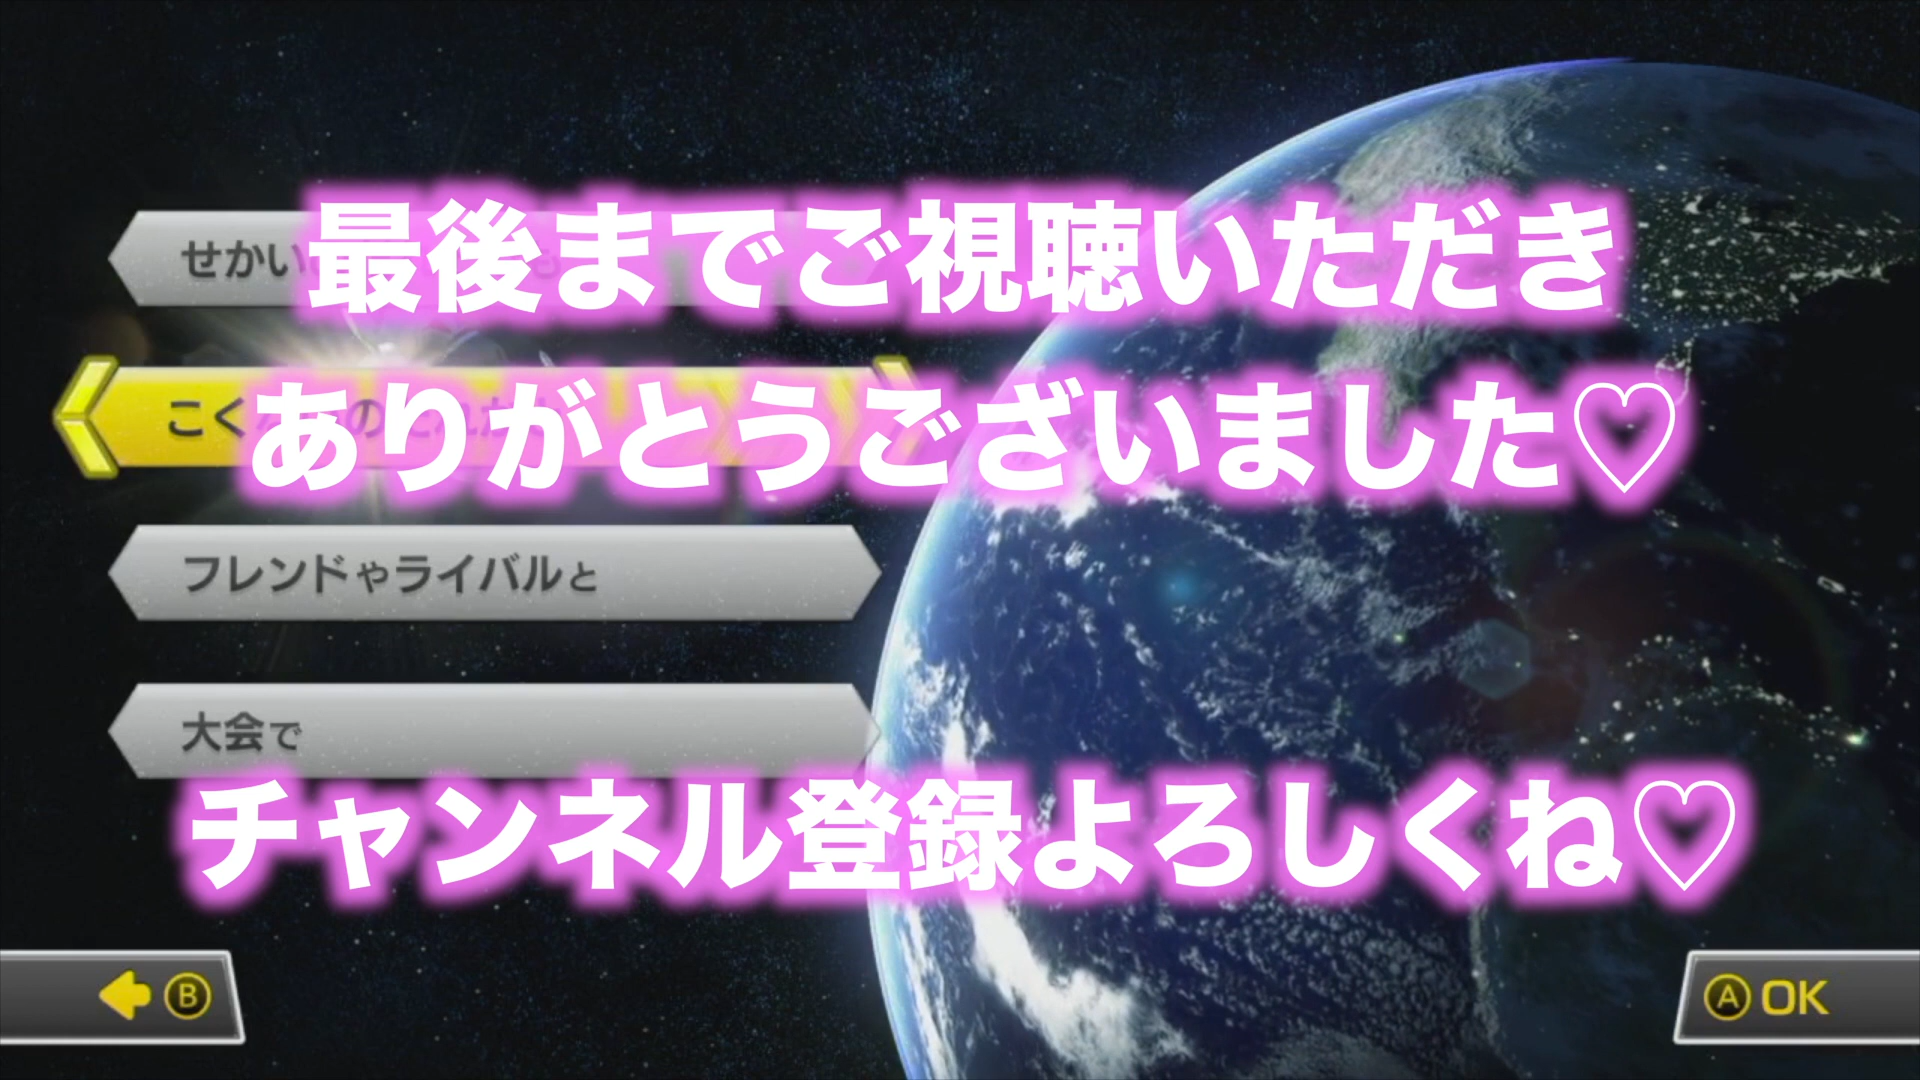 最後までご視聴いただき
せかい
ありがとうございました♡
こく
フレンドやライバルと
大会で
チャンネル登録よろしくね♡
B
A OK